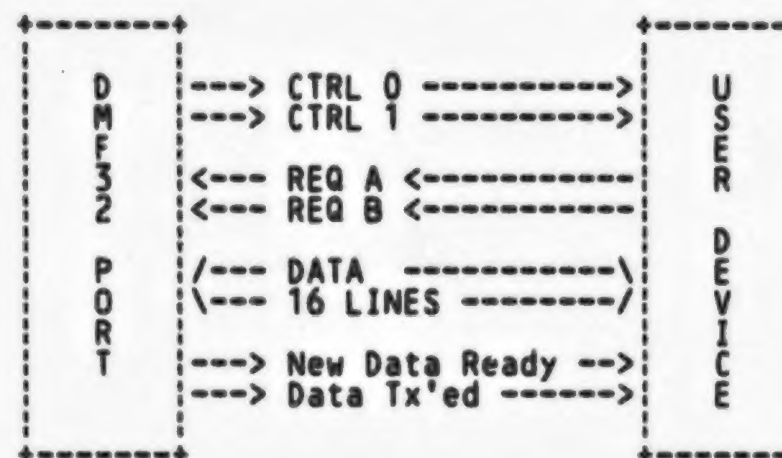 DMF32 PORT
---> CTRL 0 ----------->
---> CTRL 1 ----------->
<--- REQ A <-----------
<--- REQ B <-----------
/--- DATA -----------\
\--- 16 LINES --------/
---> New Data Ready -->
---> Data Tx'ed ------>
USER DEVICE